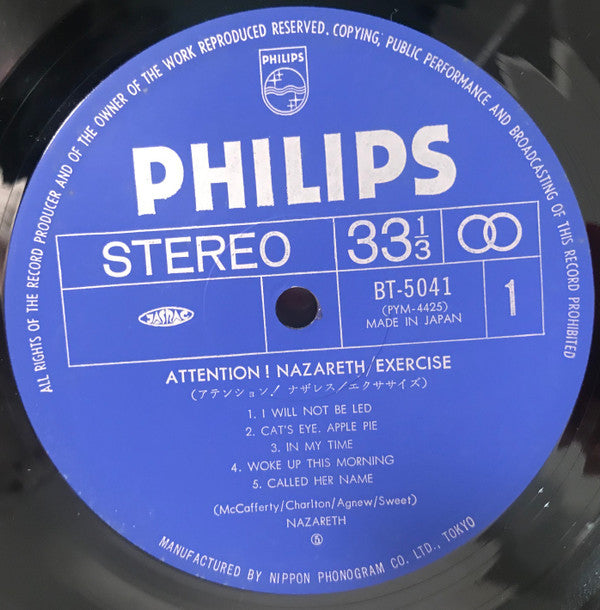 ALL RIGHTS OF THE RECORD PRODUCER AND OF THE OWNER OF THE WORK REPRODUCED RESERVED. COPYING, PUBLIC PERFORMANCE AND BROADCASTING OF THIS RECORD PROHIBITED
PHILIPS
PHILIPS
STEREO
33 1/3
BT-5041
(PYM-4425)
MADE IN JAPAN
1
JASRAC
ATTENTION! NAZARETH/EXERCISE
(アテンション! ナザレス/エクササイズ)
1. I WILL NOT BE LED
2. CAT'S EYE. APPLE PIE
3. IN MY TIME
4. WOKE UP THIS MORNING
5. CALLED HER NAME
(McCafferty/Charlton/Agnew/Sweet)
NAZARETH
MANUFACTURED BY NIPPON PHONOGRAM CO. LTD., TOKYO